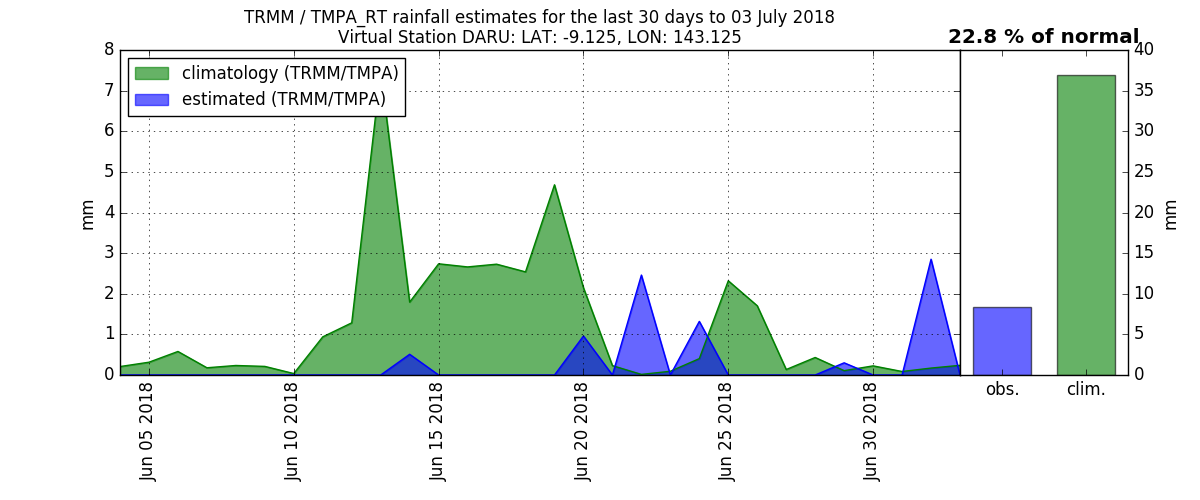 TRMM / TMPA_RT rainfall estimates for the last 30 days to 03 July 2018
Virtual Station DARU: LAT: -9.125, LON: 143.125
22.8 % of normal
climatology (TRMM/TMPA)
estimated (TRMM/TMPA)
8
7
6
5
4
3
2
1
0
mm
Jun 05 2018
Jun 10 2018
Jun 15 2018
Jun 20 2018
Jun 25 2018
Jun 30 2018
obs.
clim.
40
35
30
25
20
15
10
5
0
mm